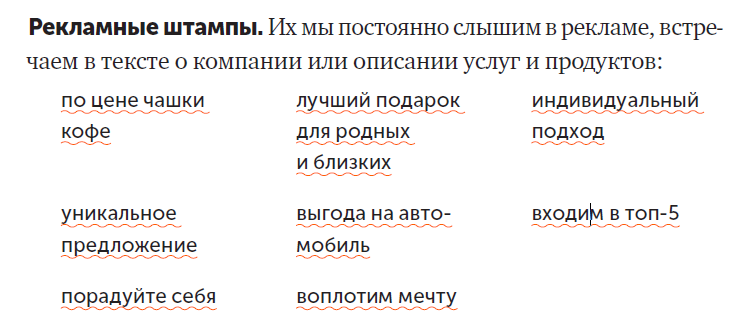 Рекламные штампы. Их мы постоянно слышим в рекламе, встре-
чаем в тексте о компании или описании услуг и продуктов:
по цене чашки
кофе
лучший подарок
для родных
и близких
индивидуальный
подход
уникальное
предложение
выгода на авто-
мобиль
входим в топ-5
порадуйте себя
воплотим мечту